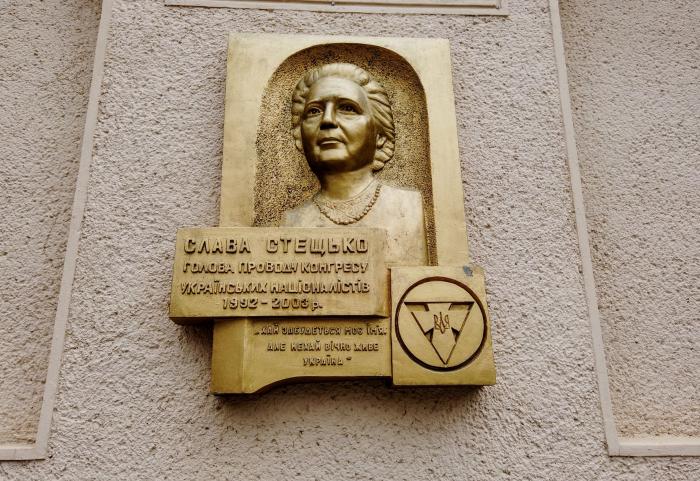 СЛАВА СТЕЦЬКО
ГОЛОВА ПРОВОДУ КОНГРЕСУ
УКРАЇНСЬКИХ НАЦІОНАЛІСТІВ
1992-2003 р.
„ХАЙ ЗАБУДЕТЬСЯ МОЄ ІМ'Я,
АЛЕ НЕХАЙ ВІЧНО ЖИВЕ
УКРАЇНА"